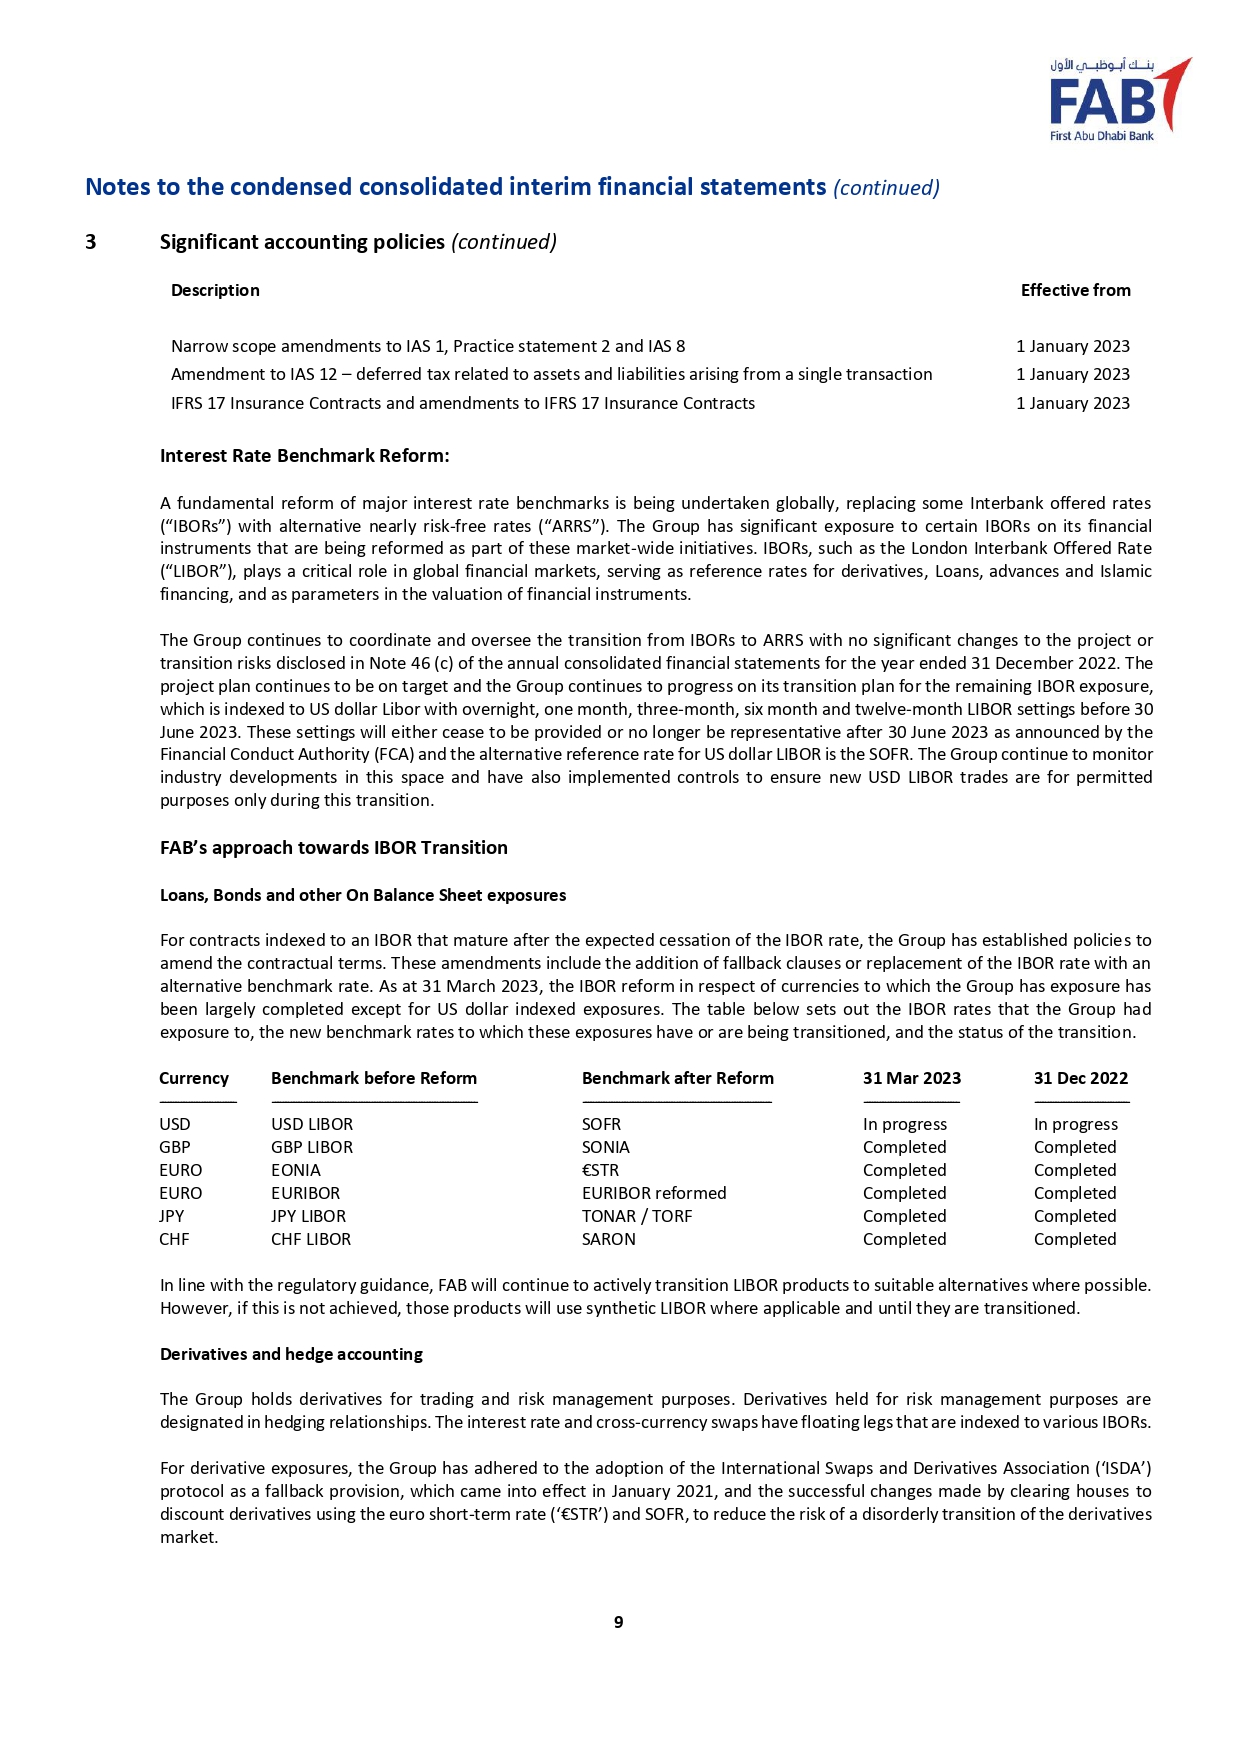 بنك أبوظبي الأول
FAB
First Abu Dhabi Bank
Notes to the condensed consolidated interim financial statements (continued)
3 Significant accounting policies (continued)
Description Effective from
Narrow scope amendments to IAS 1, Practice statement 2 and IAS 8 1 January 2023
Amendment to IAS 12 – deferred tax related to assets and liabilities arising from a single transaction 1 January 2023
IFRS 17 Insurance Contracts and amendments to IFRS 17 Insurance Contracts 1 January 2023
Interest Rate Benchmark Reform:
A fundamental reform of major interest rate benchmarks is being undertaken globally, replacing some Interbank offered rates
(“IBORs”) with alternative nearly risk-free rates (“ARRS”). The Group has significant exposure to certain IBORs on its financial
instruments that are being reformed as part of these market-wide initiatives. IBORs, such as the London Interbank Offered Rate
(“LIBOR”), plays a critical role in global financial markets, serving as reference rates for derivatives, Loans, advances and Islamic
financing, and as parameters in the valuation of financial instruments.
The Group continues to coordinate and oversee the transition from IBORs to ARRS with no significant changes to the project or
transition risks disclosed in Note 46 (c) of the annual consolidated financial statements for the year ended 31 December 2022. The
project plan continues to be on target and the Group continues to progress on its transition plan for the remaining IBOR exposure,
which is indexed to US dollar Libor with overnight, one month, three-month, six month and twelve-month LIBOR settings before 30
June 2023. These settings will either cease to be provided or no longer be representative after 30 June 2023 as announced by the
Financial Conduct Authority (FCA) and the alternative reference rate for US dollar LIBOR is the SOFR. The Group continue to monitor
industry developments in this space and have also implemented controls to ensure new USD LIBOR trades are for permitted
purposes only during this transition.
FAB’s approach towards IBOR Transition
Loans, Bonds and other On Balance Sheet exposures
For contracts indexed to an IBOR that mature after the expected cessation of the IBOR rate, the Group has established policies to
amend the contractual terms. These amendments include the addition of fallback clauses or replacement of the IBOR rate with an
alternative benchmark rate. As at 31 March 2023, the IBOR reform in respect of currencies to which the Group has exposure has
been largely completed except for US dollar indexed exposures. The table below sets out the IBOR rates that the Group had
exposure to, the new benchmark rates to which these exposures have or are being transitioned, and the status of the transition.
Currency Benchmark before Reform Benchmark after Reform 31 Mar 2023 31 Dec 2022
USD USD LIBOR SOFR In progress In progress
GBP GBP LIBOR SONIA Completed Completed
EURO EONIA €STR Completed Completed
EURO EURIBOR EURIBOR reformed Completed Completed
JPY JPY LIBOR TONAR / TORF Completed Completed
CHF CHF LIBOR SARON Completed Completed
In line with the regulatory guidance, FAB will continue to actively transition LIBOR products to suitable alternatives where possible.
However, if this is not achieved, those products will use synthetic LIBOR where applicable and until they are transitioned.
Derivatives and hedge accounting
The Group holds derivatives for trading and risk management purposes. Derivatives held for risk management purposes are
designated in hedging relationships. The interest rate and cross-currency swaps have floating legs that are indexed to various IBORs.
For derivative exposures, the Group has adhered to the adoption of the International Swaps and Derivatives Association (‘ISDA’)
protocol as a fallback provision, which came into effect in January 2021, and the successful changes made by clearing houses to
discount derivatives using the euro short-term rate (‘€STR’) and SOFR, to reduce the risk of a disorderly transition of the derivatives
market.
9